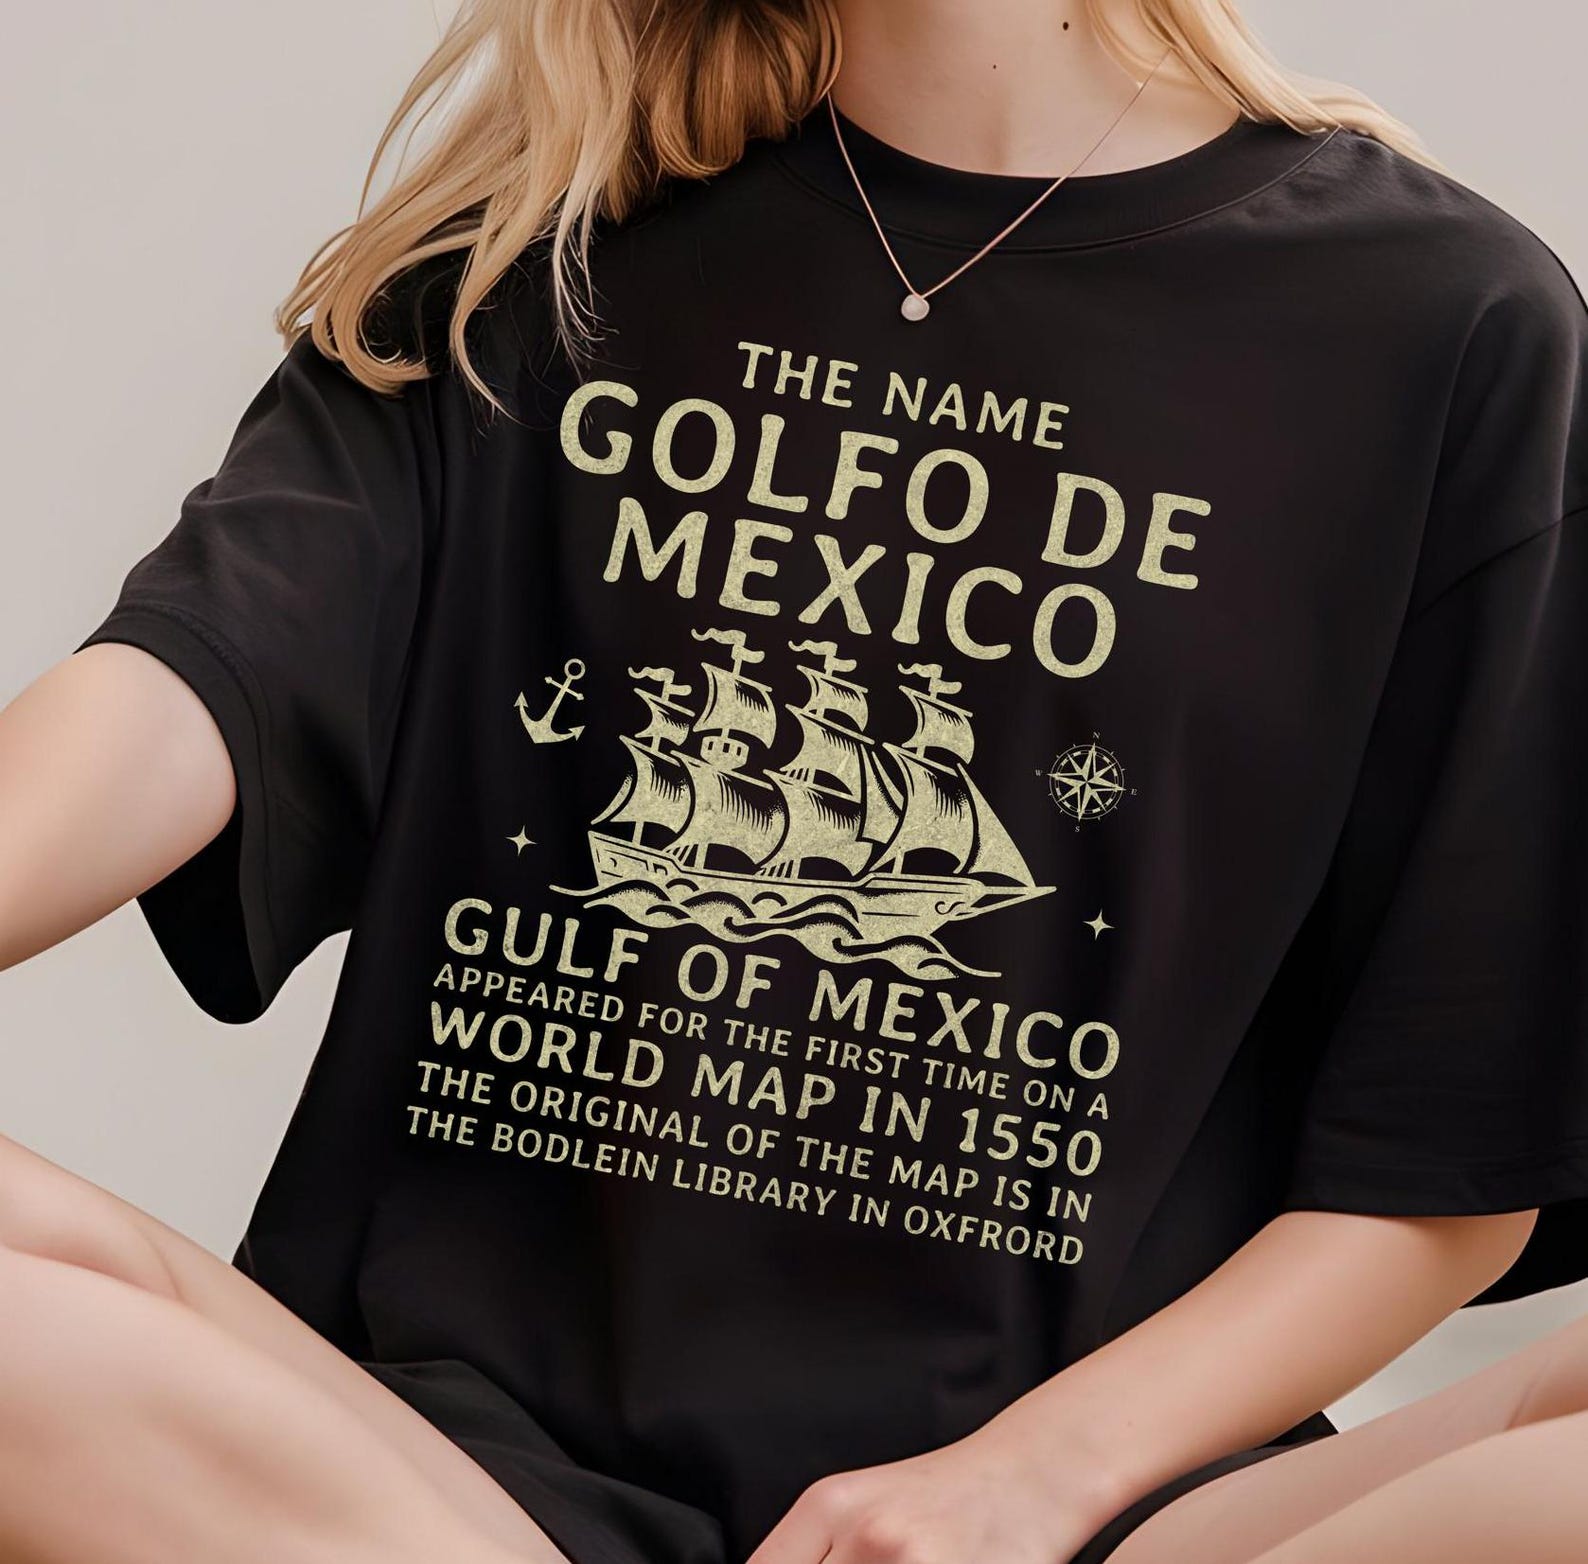 THE NAME
GOLFO DE
MEXICO
N
W
E
S
GULF OF MEXICO
APPEARED FOR THE FIRST TIME ON A
WORLD MAP IN 1550
THE ORIGINAL OF THE MAP IS IN
THE BODLEIN LIBRARY IN OXFRORD